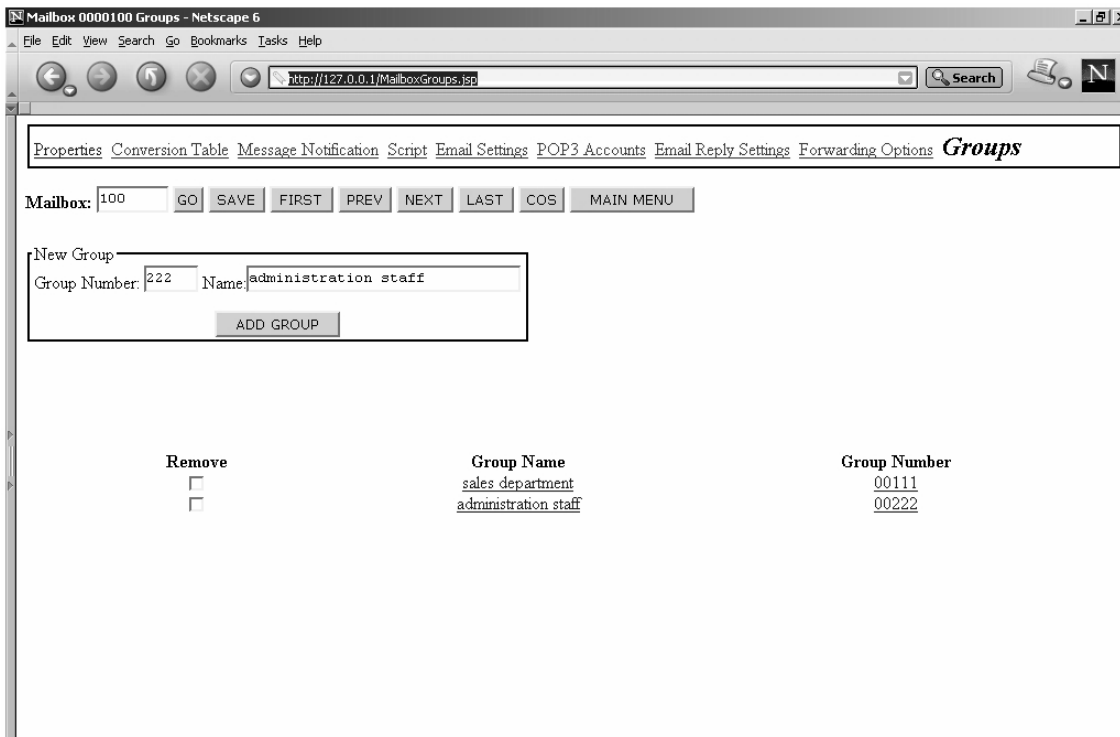 Mailbox 0000100 Groups - Netscape 6
File Edit View Search Go Bookmarks Tasks Help
http://127.0.0.1/MailboxGroups.jsp Search N
Properties Conversion Table Message Notification Script Email Settings POP3 Accounts Email Reply Settings Forwarding Options Groups
Mailbox: 100 GO SAVE FIRST PREV NEXT LAST COS MAIN MENU
New Group
Group Number: 222 Name: administration staff
ADD GROUP
Remove Group Name Group Number
sales department 00111
administration staff 00222